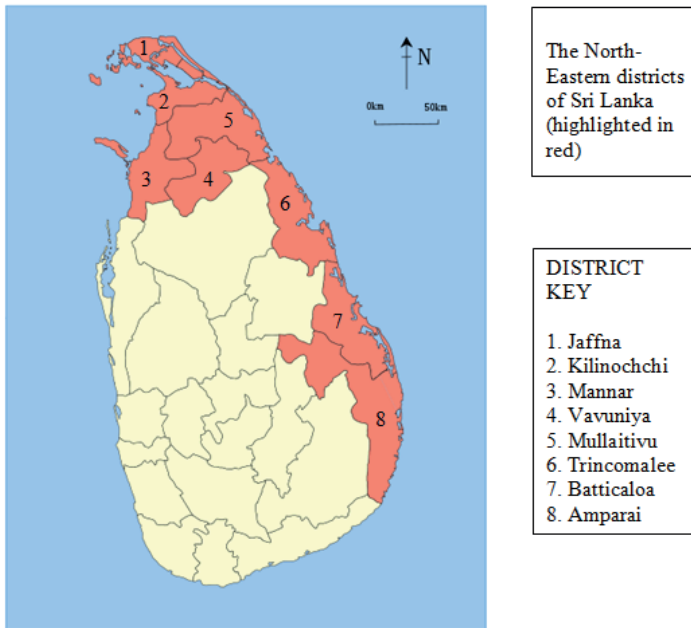 1
2
5
3
4
6
7
8
N
0km 50km
The North-
Eastern districts
of Sri Lanka
(highlighted in
red)
DISTRICT
KEY
1. Jaffna
2. Kilinochchi
3. Mannar
4. Vavuniya
5. Mullaitivu
6. Trincomalee
7. Batticaloa
8. Amparai